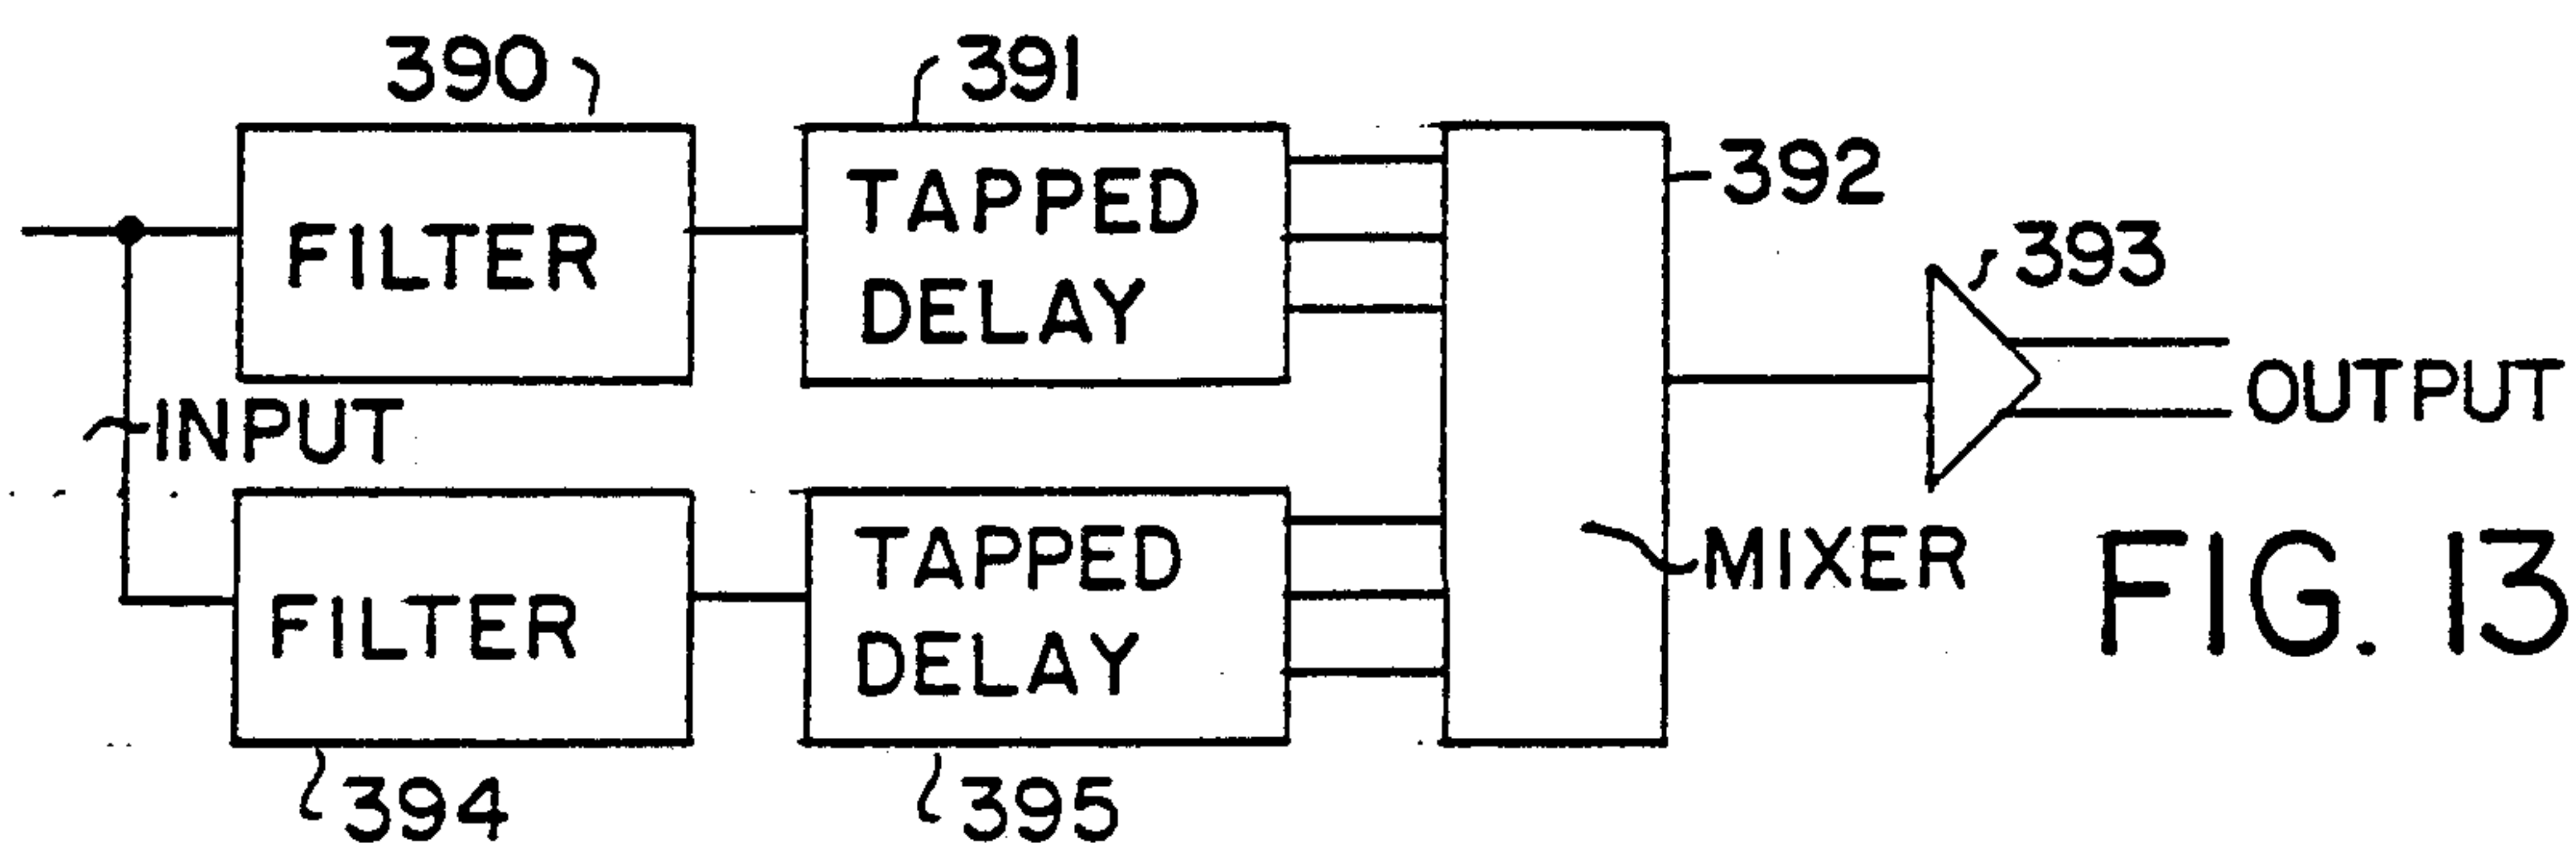 390
391
392
393
FILTER
TAPPED
DELAY
INPUT
OUTPUT
FILTER
TAPPED
DELAY
MIXER
394
395
FIG. 13